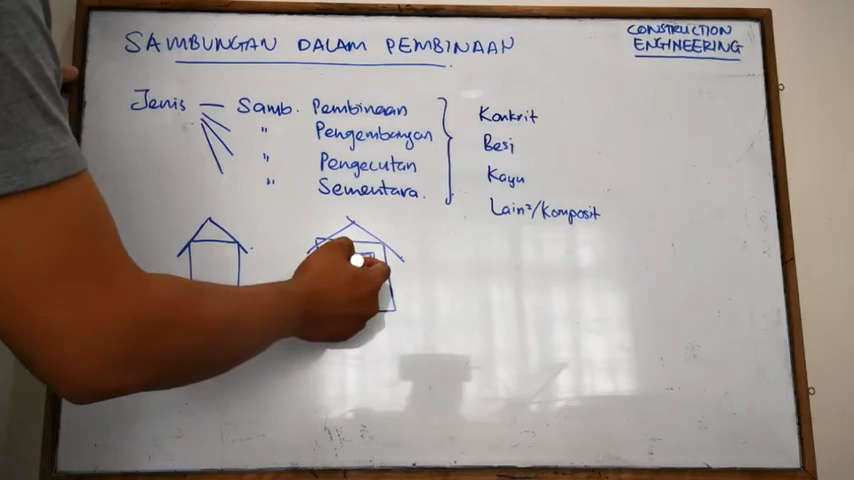 SAMBUNGAN DALAM PEMBINAAN
CONSTRUCTION
ENGINEERING
Jenis — Samb. Pembinaan
" Pengembangan
" Pengecutan
" Sementara.
Konkrit
Besi
Kayu
Lain²/Komposit